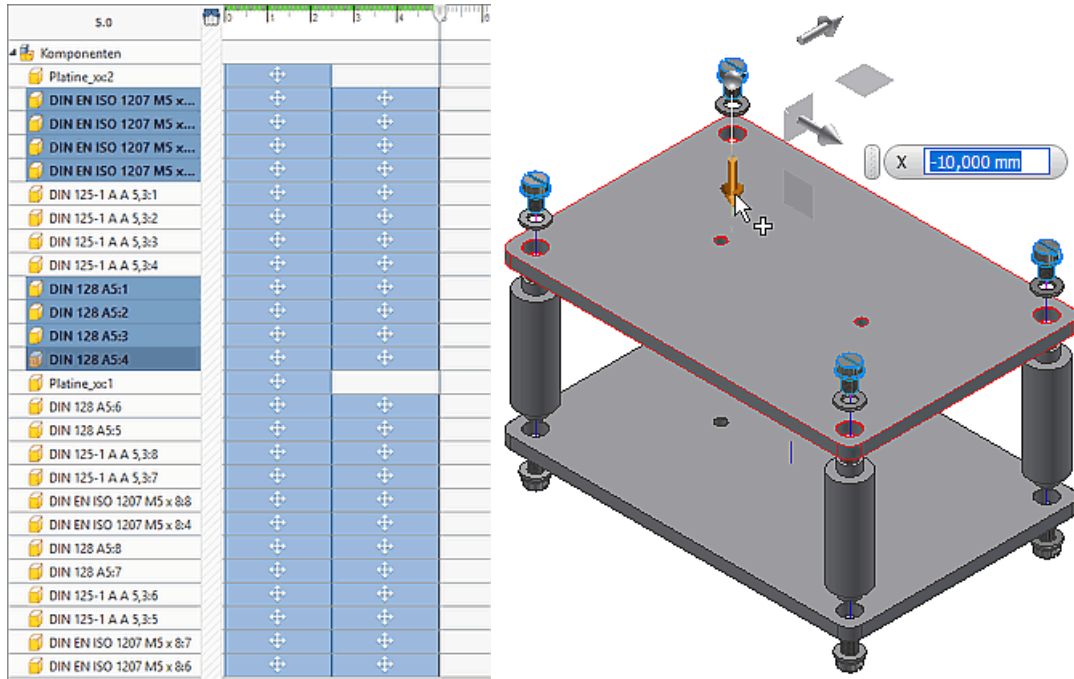 5.0
0 1 2 3 4 5 6
Komponenten
Platine_xx:2
DIN EN ISO 1207 M5 x...
DIN EN ISO 1207 M5 x...
DIN EN ISO 1207 M5 x...
DIN EN ISO 1207 M5 x...
DIN 125-1 A A 5,3:1
DIN 125-1 A A 5,3:2
DIN 125-1 A A 5,3:3
DIN 125-1 A A 5,3:4
DIN 128 A5:1
DIN 128 A5:2
DIN 128 A5:3
DIN 128 A5:4
Platine_xx:1
DIN 128 A5:6
DIN 128 A5:5
DIN 125-1 A A 5,3:8
DIN 125-1 A A 5,3:7
DIN EN ISO 1207 M5 x 8:8
DIN EN ISO 1207 M5 x 8:4
DIN 128 A5:8
DIN 128 A5:7
DIN 125-1 A A 5,3:6
DIN 125-1 A A 5,3:5
DIN EN ISO 1207 M5 x 8:7
DIN EN ISO 1207 M5 x 8:6
X -10,000 mm